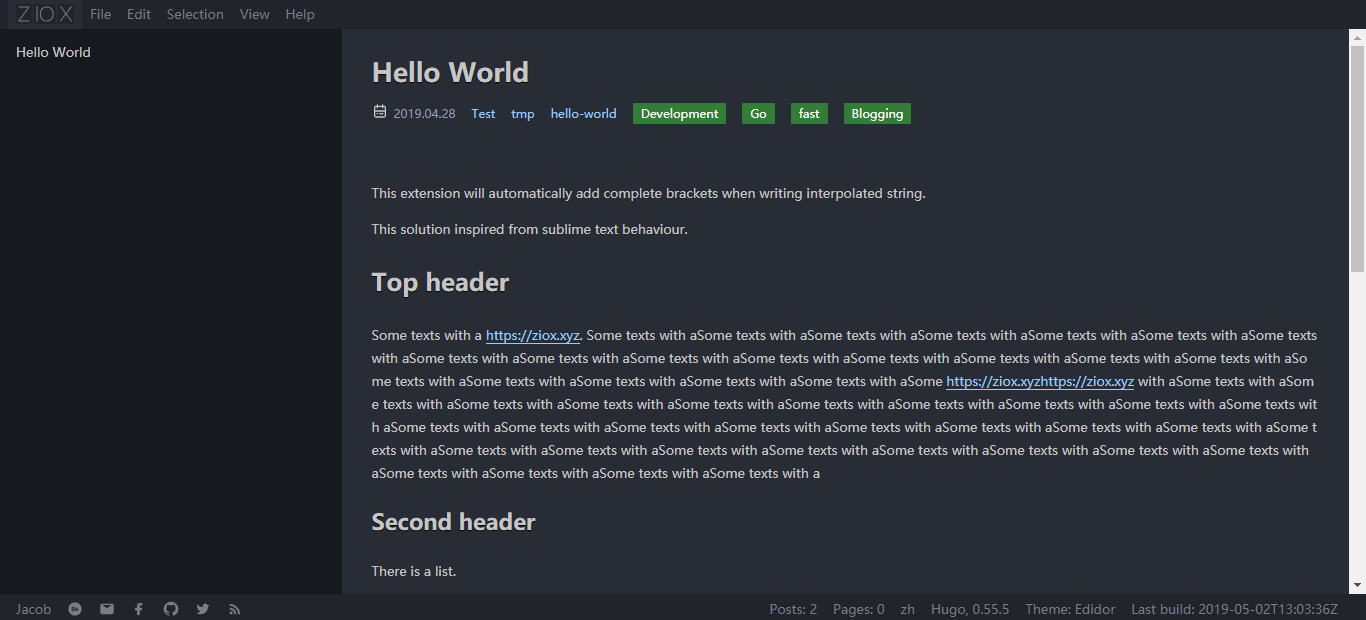 ZIOX File Edit Selection View Help
Hello World
Hello World
2019.04.28 Test tmp hello-world Development Go fast Blogging
This extension will automatically add complete brackets when writing interpolated string.
This solution inspired from sublime text behaviour.
Top header
Some texts with a https://ziox.xyz. Some texts with aSome texts with aSome texts with aSome texts with aSome texts with aSome texts with aSome texts
with aSome texts with aSome texts with aSome texts with aSome texts with aSome texts with aSome texts with aSome texts with aSome texts with aSo
me texts with aSome texts with aSome texts with aSome texts with aSome texts with aSome https://ziox.xyzhttps://ziox.xyz with aSome texts with aSom
e texts with aSome texts with aSome texts with aSome texts with aSome texts with aSome texts with aSome texts with aSome texts with aSome texts wit
h aSome texts with aSome texts with aSome texts with aSome texts with aSome texts with aSome texts with aSome texts with aSome texts with aSome t
exts with aSome texts with aSome texts with aSome texts with aSome texts with aSome texts with aSome texts with aSome texts with aSome texts with
aSome texts with aSome texts with aSome texts with aSome texts with a
Second header
There is a list.
Jacob Posts: 2 Pages: 0 zh Hugo, 0.55.5 Theme: Edidor Last build: 2019-05-02T13:03:36Z